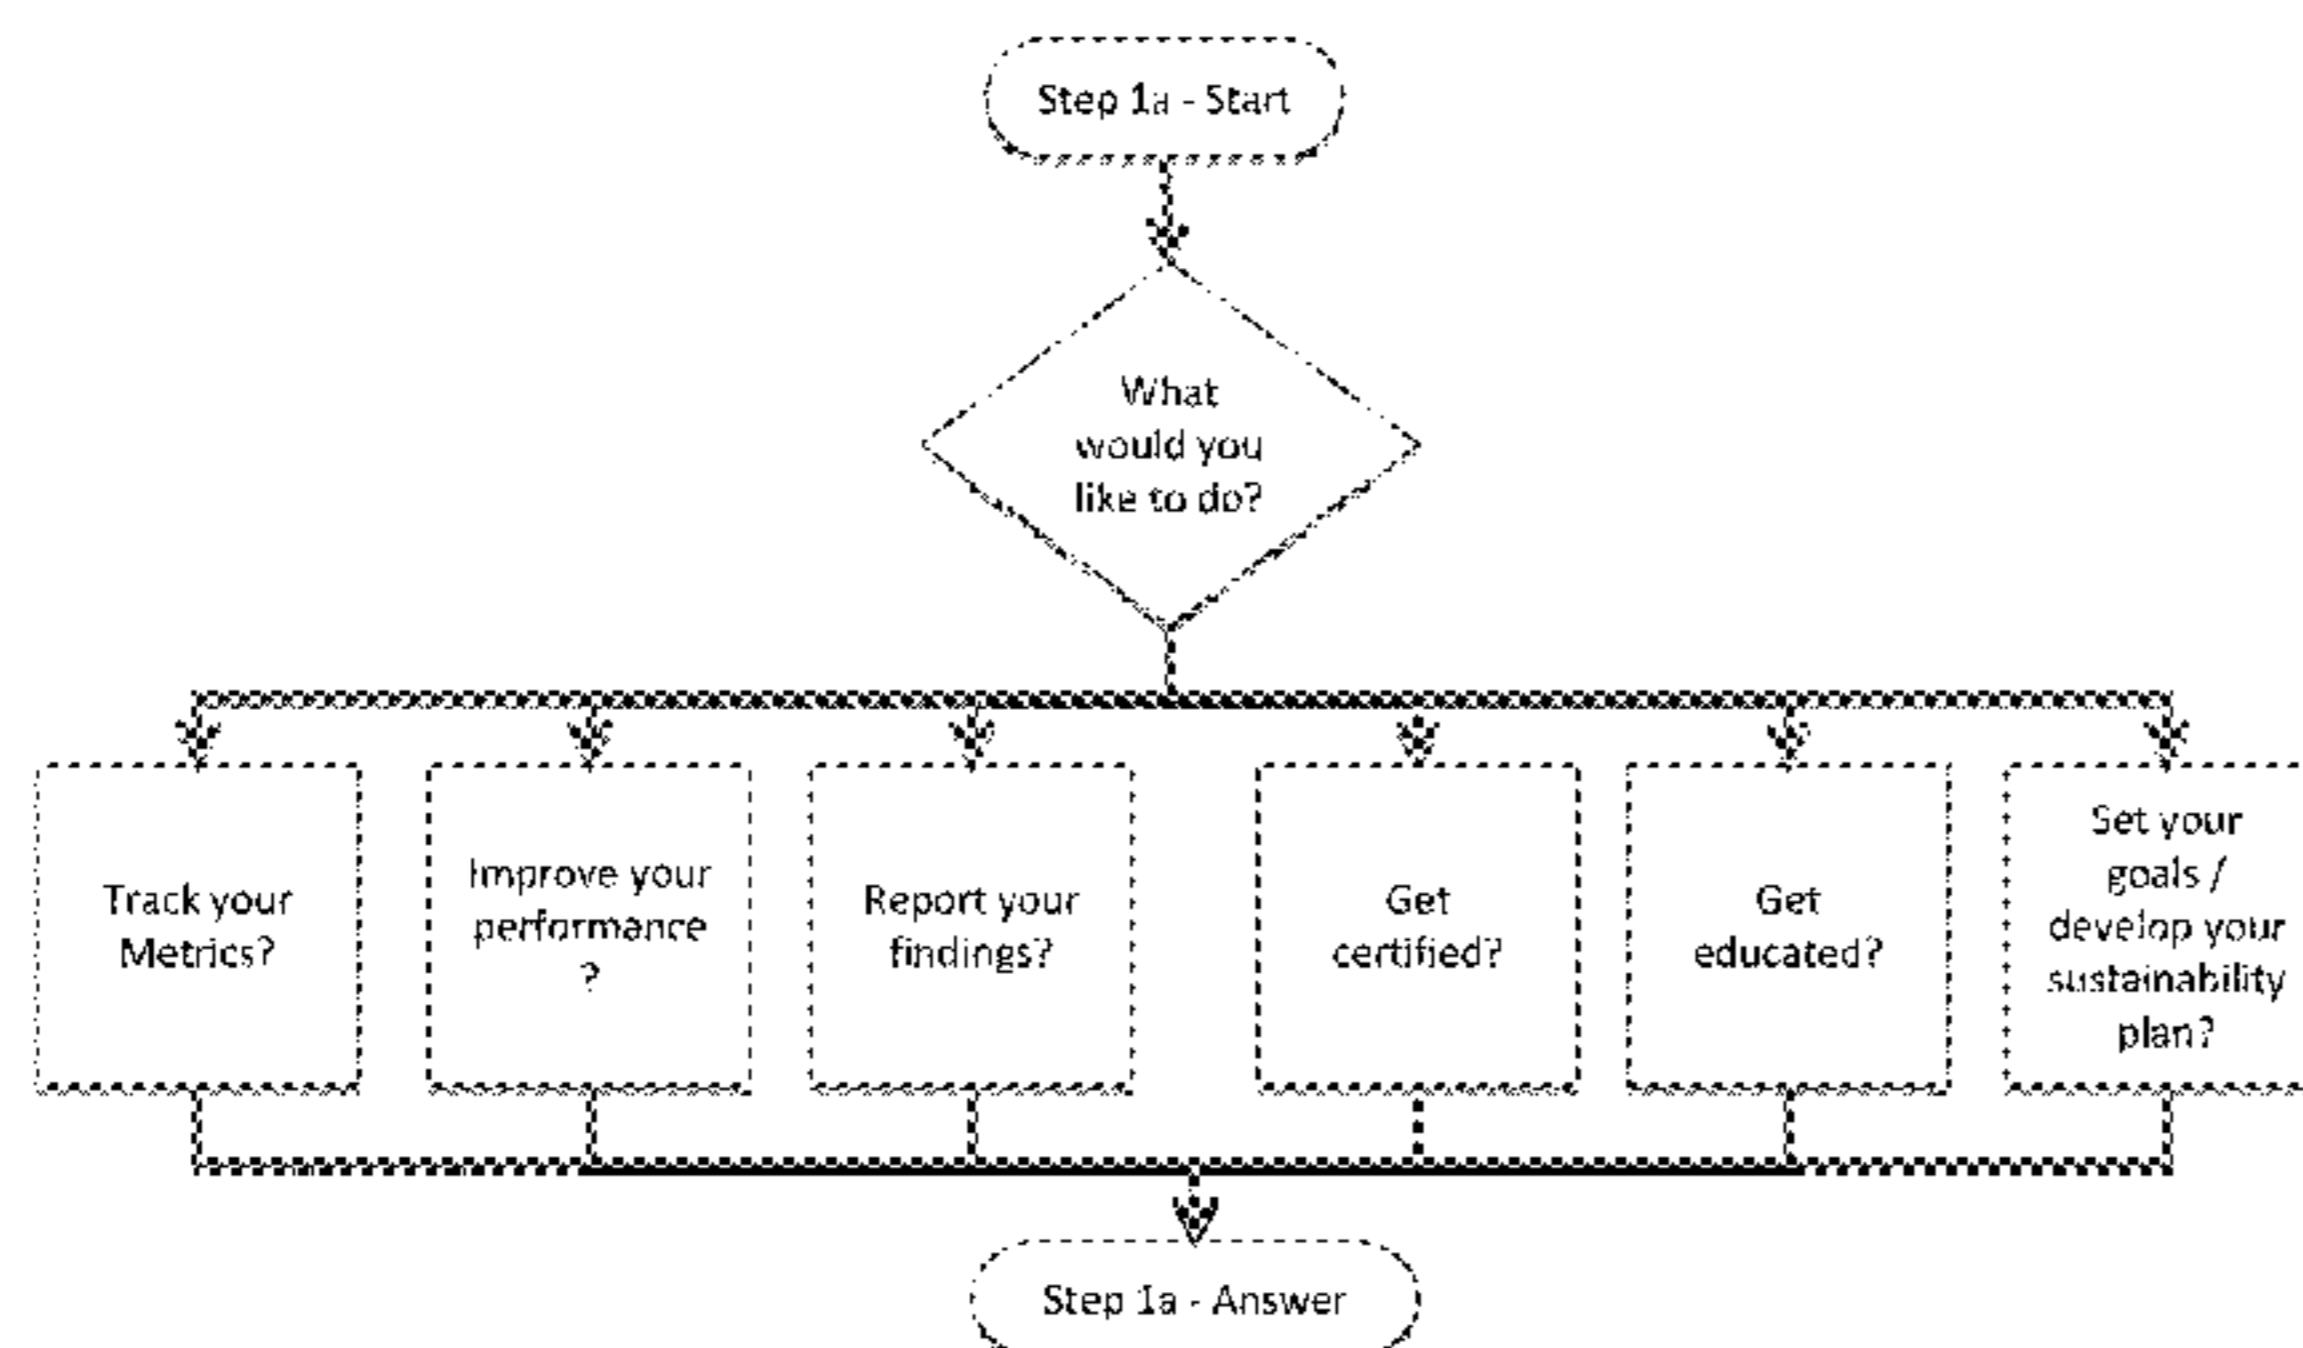 Step 1a - Start
What
would you
like to do?
Track your
Metrics?
Improve your
performance
?
Report your
findings?
Get
certified?
Get
educated?
Set your
goals /
develop your
sustainability
plan?
Step 1a - Answer